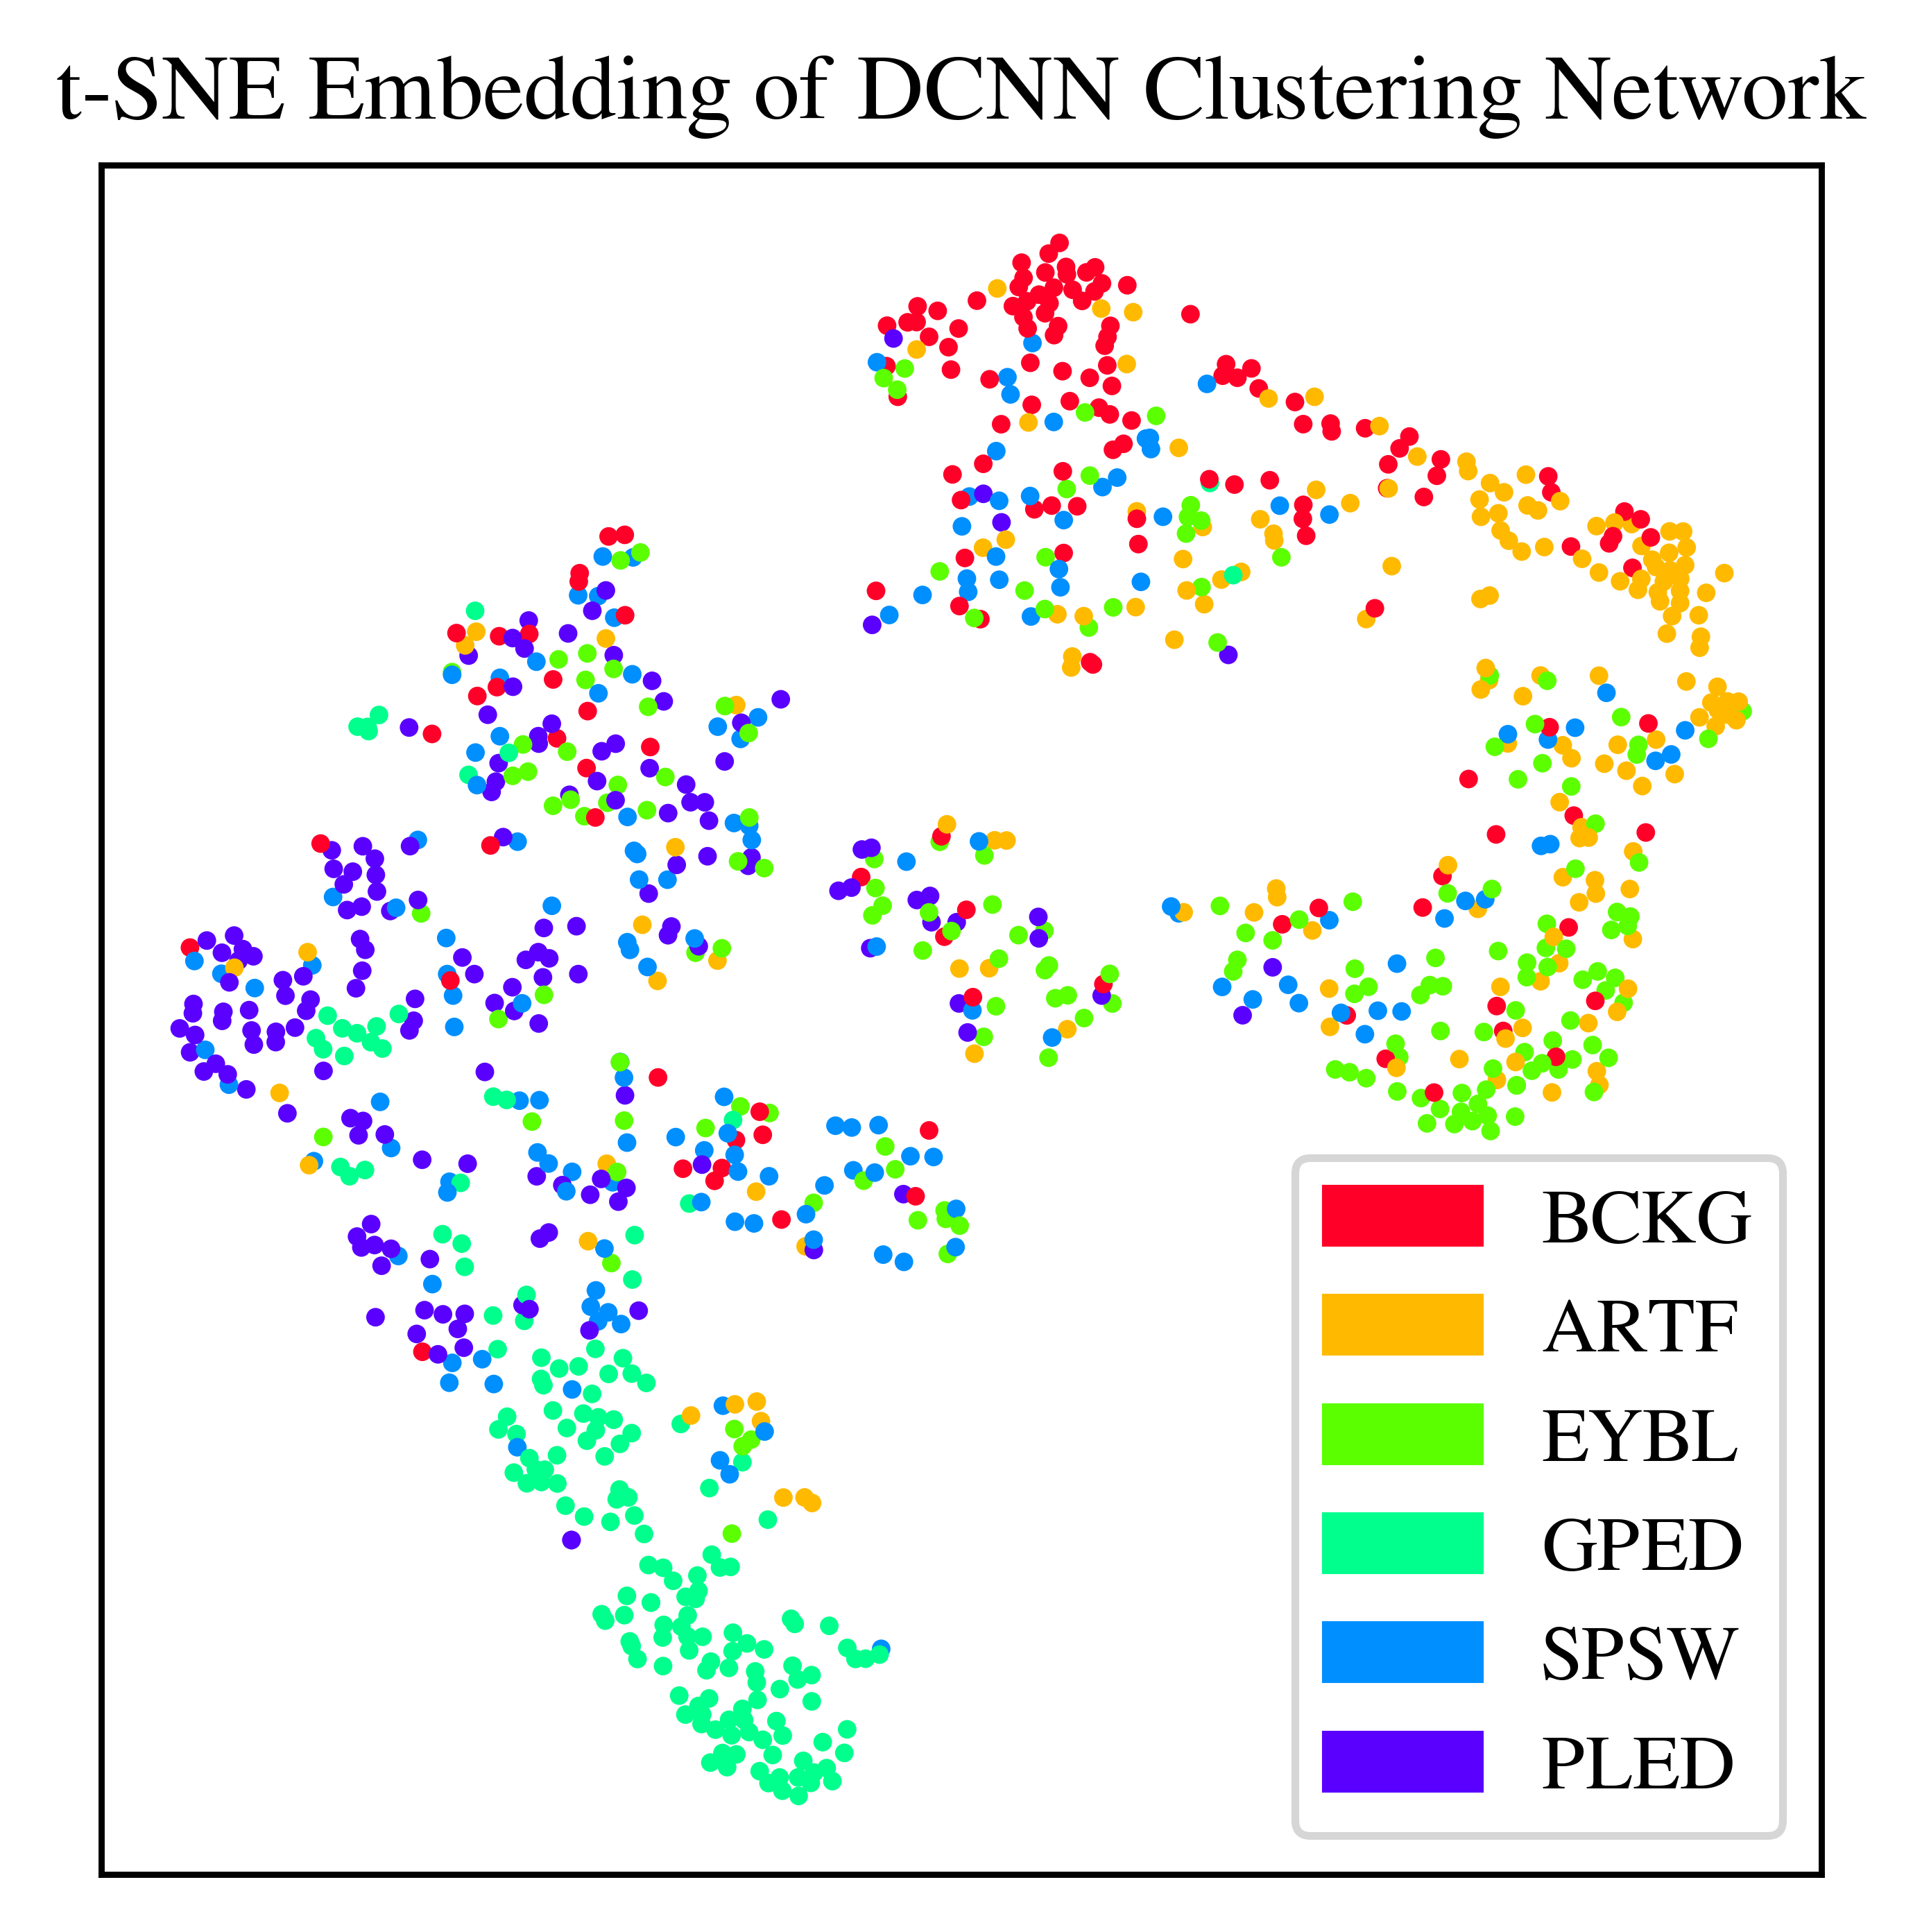 t-SNE Embedding of DCNN Clustering Network
BCKG
ARTF
EYBL
GPED
SPSW
PLED